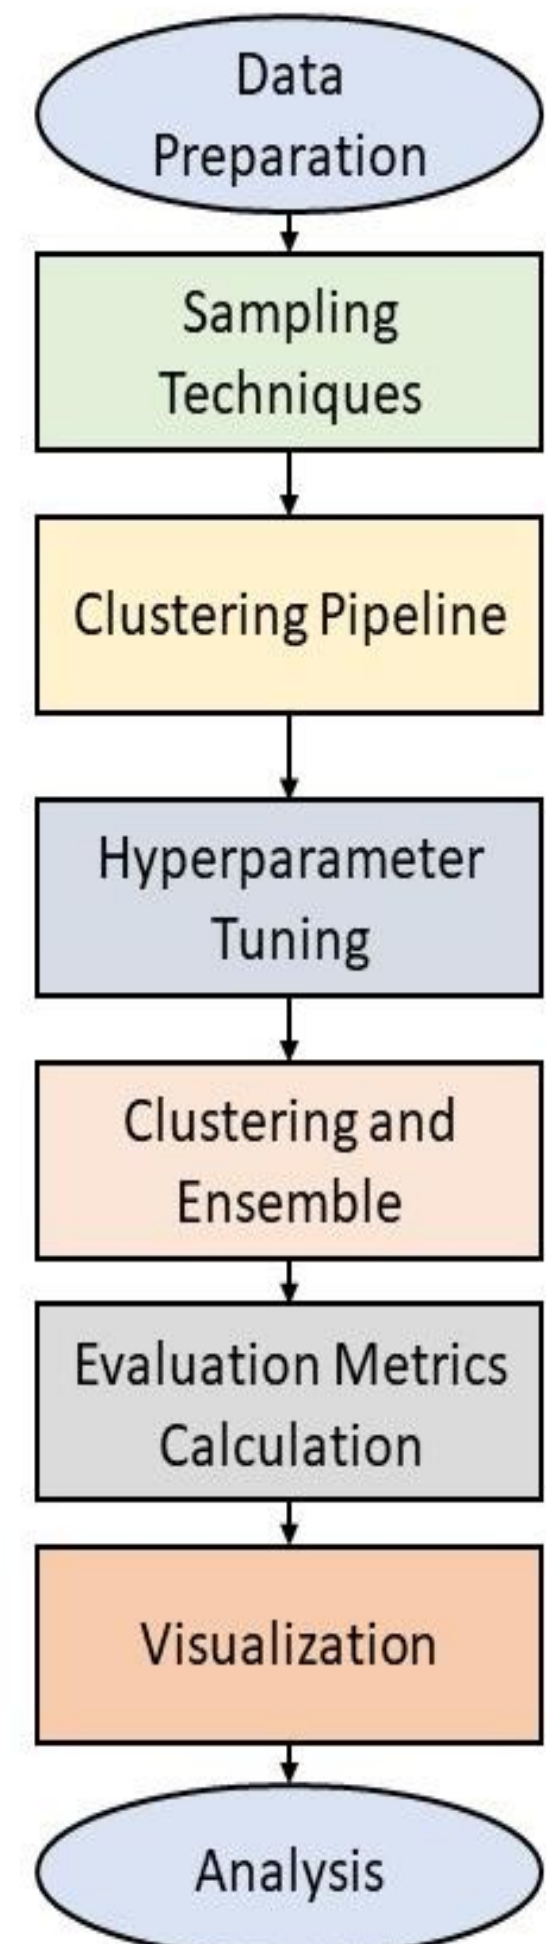 Data
Preparation
Sampling
Techniques
Clustering Pipeline
Hyperparameter
Tuning
Clustering and
Ensemble
Evaluation Metrics
Calculation
Visualization
Analysis